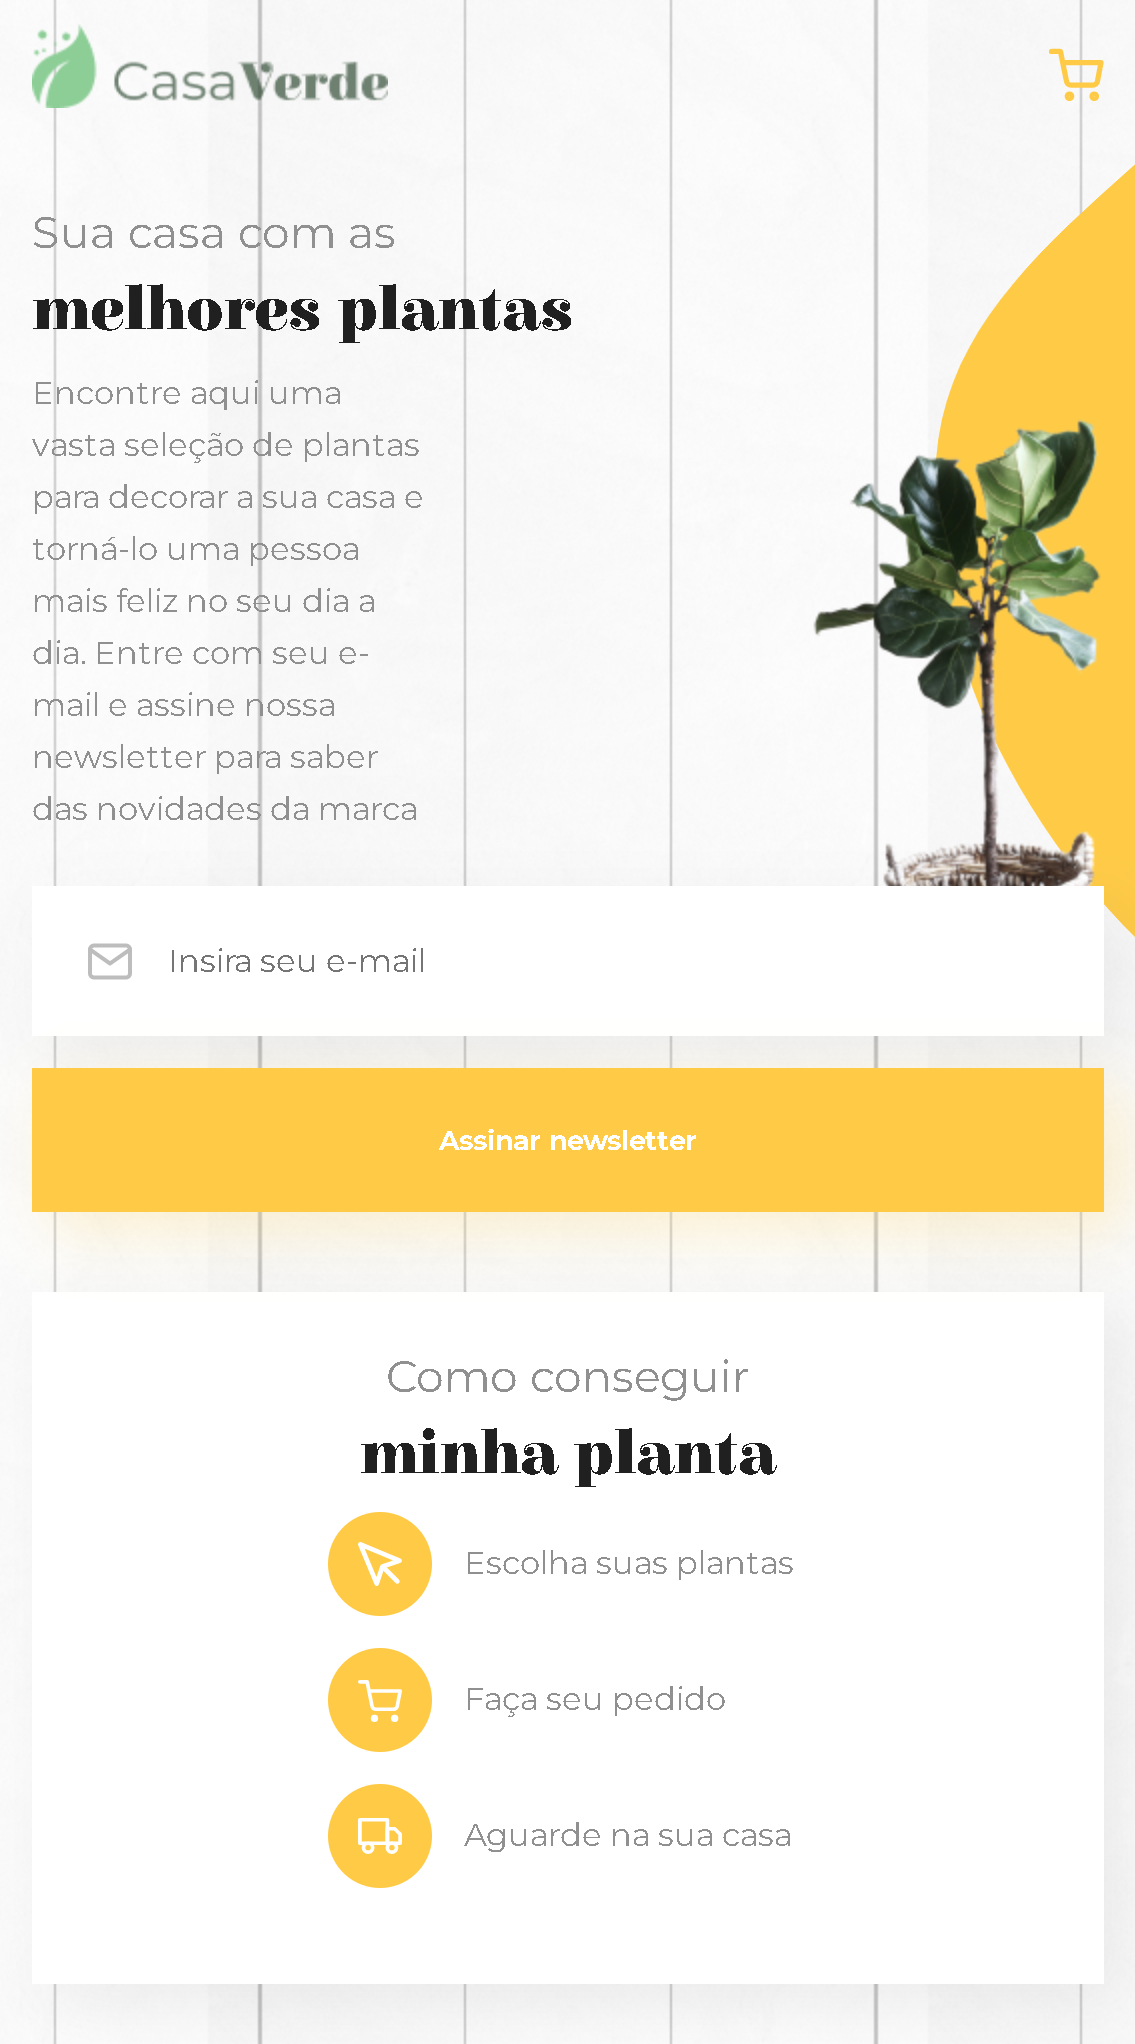 CasaVerde
Sua casa com as
melhores plantas
Encontre aqui uma
vasta seleção de plantas
para decorar a sua casa e
torná-lo uma pessoa
mais feliz no seu dia a
dia. Entre com seu e-
mail e assine nossa
newsletter para saber
das novidades da marca
Insira seu e-mail
Assinar newsletter
Como conseguir
minha planta
Escolha suas plantas
Faça seu pedido
Aguarde na sua casa